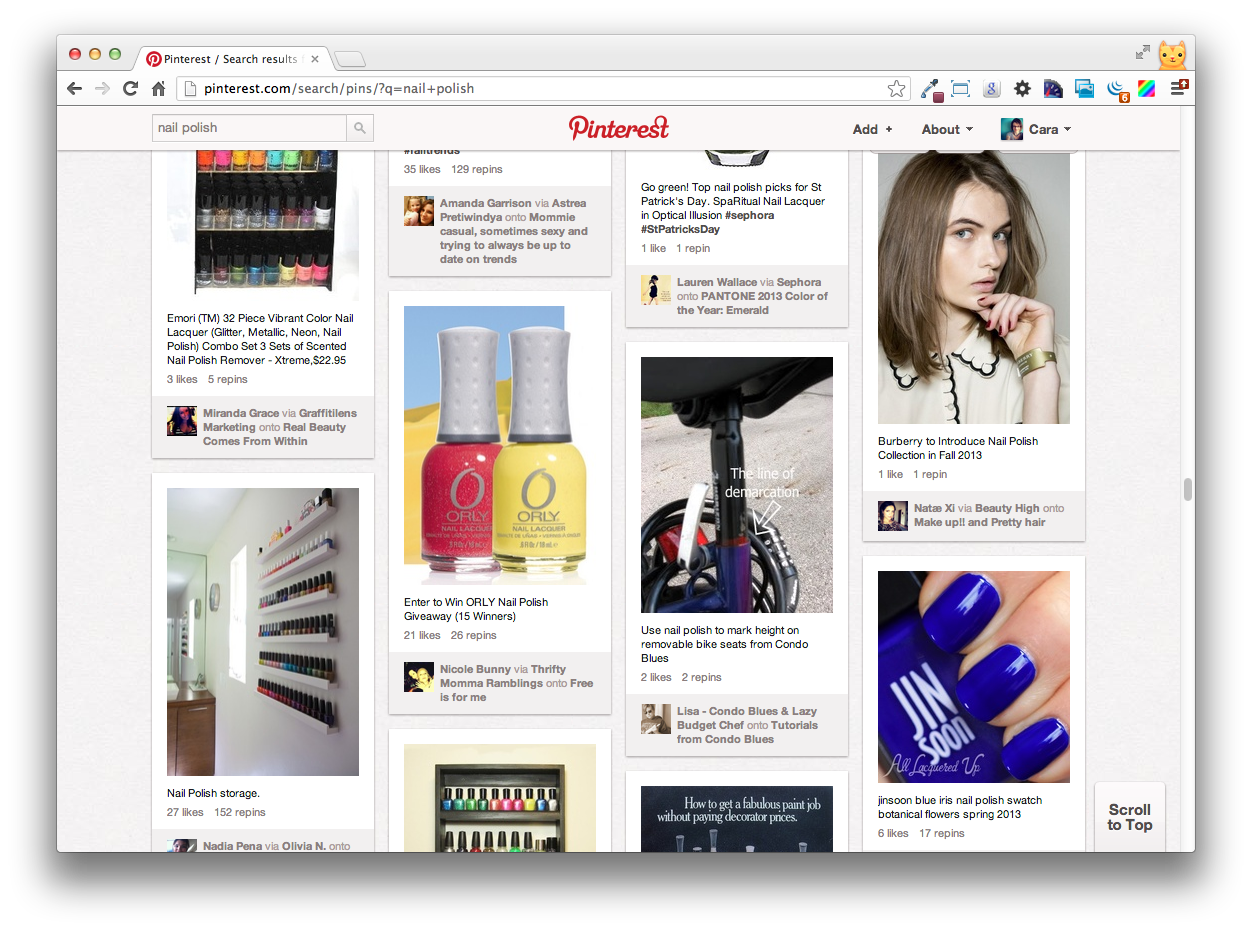 Pinterest / Search results
pinterest.com/search/pins/?q=nail+polish
6
nail polish
Pinterest
Add +
About
Cara
Emori (TM) 32 Piece Vibrant Color Nail
Lacquer (Glitter, Metallic, Neon, Nail
Polish) Combo Set 3 Sets of Scented
Nail Polish Remover - Xtreme,$22.95
3 likes 5 repins
Miranda Grace via Graffitilens
Marketing onto Real Beauty
Comes From Within
Nail Polish storage.
27 likes 152 repins
Nadia Pena via Olivia N. onto
#falltrends
35 likes 129 repins
Amanda Garrison via Astrea
Pretiwindya onto Mommie
casual, sometimes sexy and
trying to always be up to
date on trends
ORLY
NAIL LACQUER
ORLY
NAIL LACQUER
Enter to Win ORLY Nail Polish
Giveaway (15 Winners)
21 likes 26 repins
Nicole Bunny via Thrifty
Momma Ramblings onto Free
is for me
Go green! Top nail polish picks for St
Patrick's Day. SpaRitual Nail Lacquer
in Optical Illusion #sephora
#StPatricksDay
1 like 1 repin
Lauren Wallace via Sephora
onto PANTONE 2013 Color of
the Year: Emerald
The line of
demarcation
Use nail polish to mark height on
removable bike seats from Condo
Blues
2 likes 2 repins
Lisa - Condo Blues & Lazy
Budget Chef onto Tutorials
from Condo Blues
How to get a fabulous paint job
without paying decorator prices.
Burberry to Introduce Nail Polish
Collection in Fall 2013
1 like 1 repin
Natæ Xi via Beauty High onto
Make up!! and Pretty hair
JIN
soon
All Lacquered Up
jinsoon blue iris nail polish swatch
botanical flowers spring 2013
6 likes 17 repins
Scroll
to Top